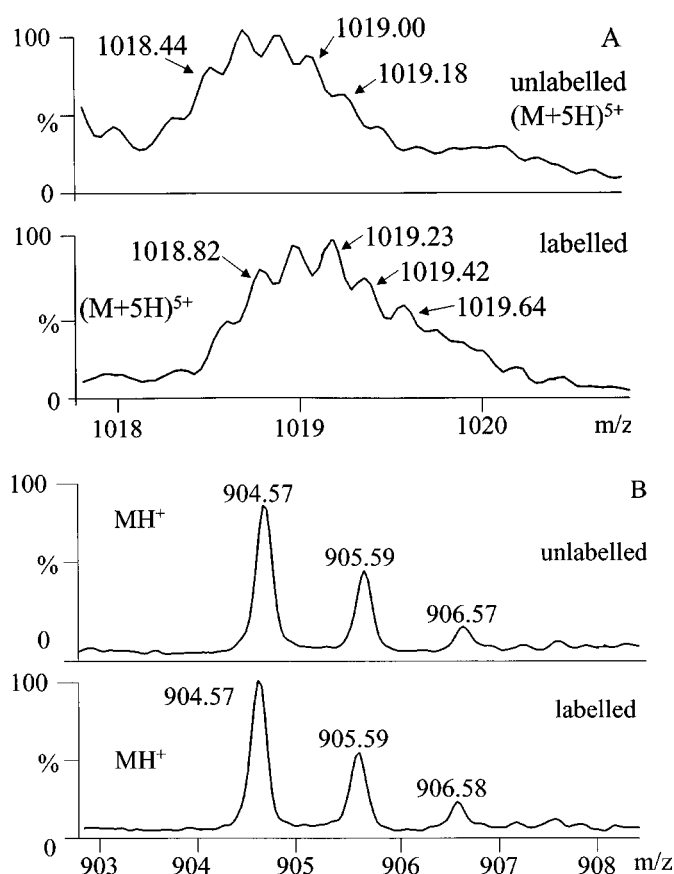 100
%
0
1018.44
1019.00
1019.18
A
unlabelled
(M+5H)⁵⁺
100
%
0
(M+5H)⁵⁺
1018.82
1019.23
1019.42
1019.64
labelled
1018 1019 1020 m/z
100
%
0
MH⁺
904.57
905.59
906.57
B
unlabelled
100
%
0
904.57
MH⁺
905.59
906.58
labelled
903 904 905 906 907 908 m/z